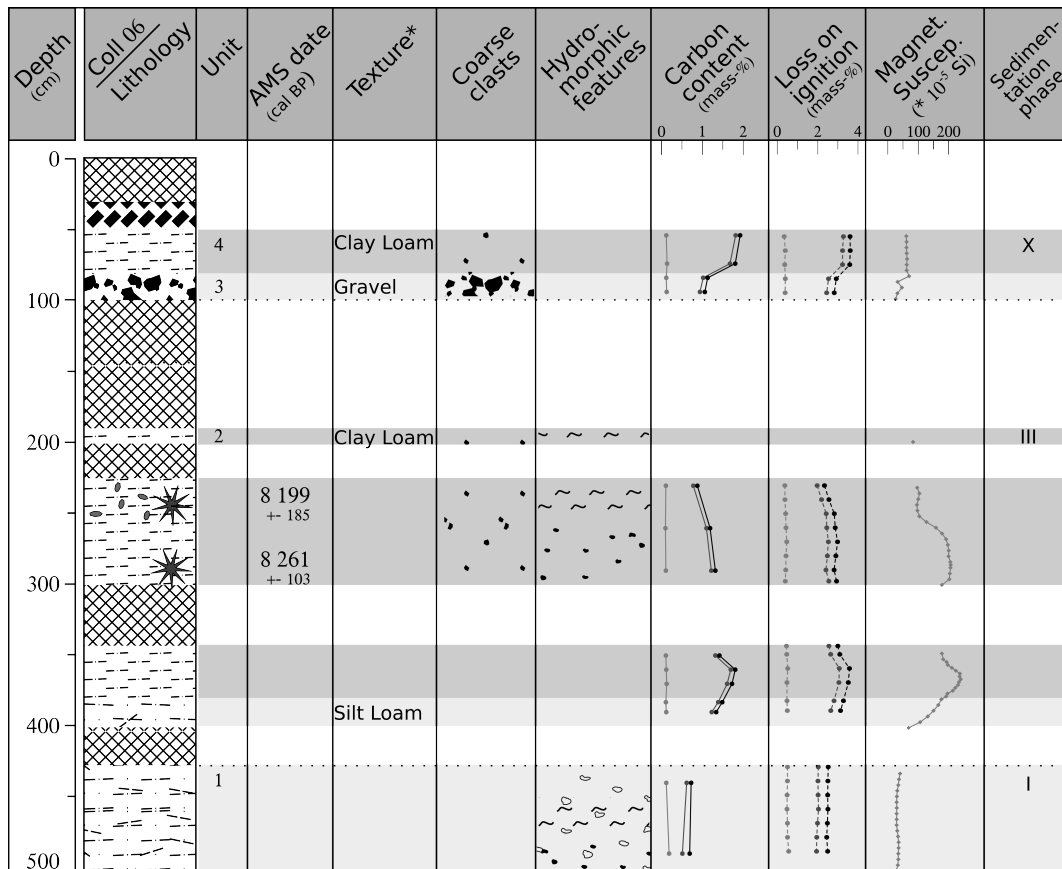 Depth
(cm)
Coll 06
Lithology
Unit
AMS date
(cal BP)
Texture*
Coarse
clasts
Hydro-
morphic
features
Carbon
content
(mass-%)
0 1 2
Loss on
ignition
(mass-%)
0 2 4
Magnet.
Suscep.
(* 10⁻⁵ Si)
0 100 200
Sedimen-
tation
phase
0
4 Clay Loam X
3 Gravel
100
200 2 Clay Loam III
8 199
+- 185
8 261
+- 103
300
Silt Loam
400
1 I
500